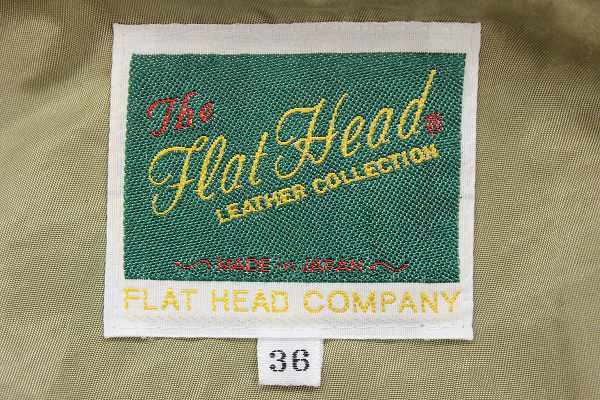 The
Flat Head®
LEATHER COLLECTION
MADE in JAPAN
FLAT HEAD COMPANY
36